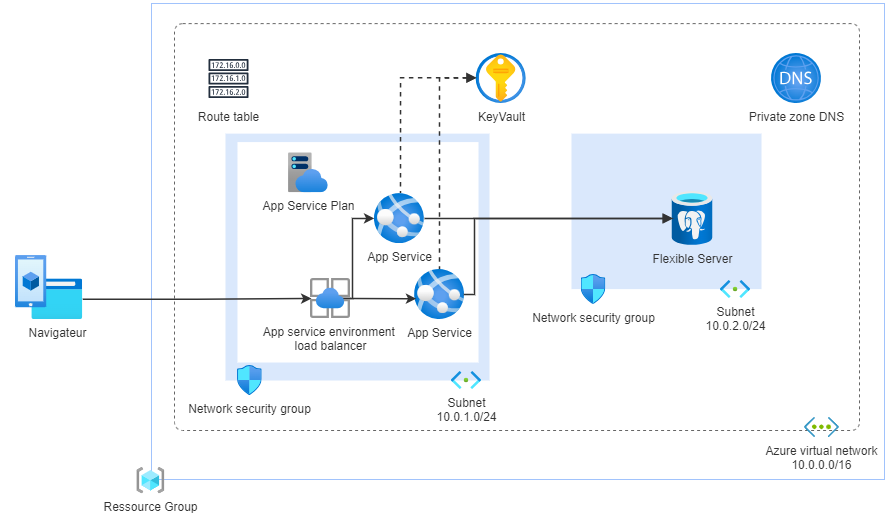 172.16.0.0
172.16.1.0
172.16.2.0
Route table
KeyVault
DNS
Private zone DNS
App Service Plan
App Service
Flexible Server
Navigateur
App service environment
load balancer
App Service
Network security group
Subnet
10.0.2.0/24
Network security group
Subnet
10.0.1.0/24
Azure virtual network
10.0.0.0/16
Ressource Group